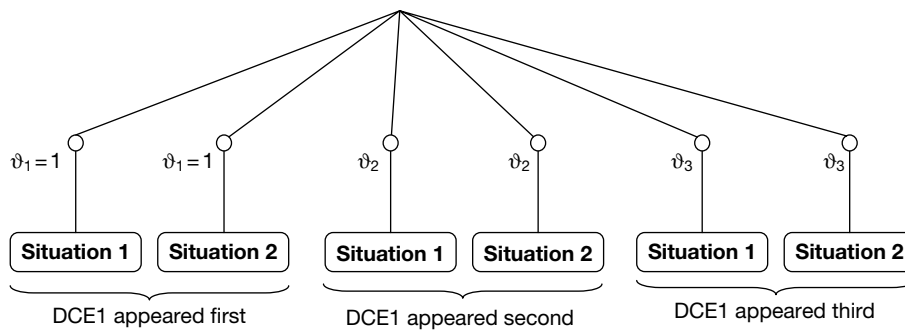 ϑ₁ = 1 ϑ₁ = 1 ϑ₂ ϑ₂ ϑ₃ ϑ₃
Situation 1 Situation 2 Situation 1 Situation 2 Situation 1 Situation 2
DCE1 appeared first DCE1 appeared second DCE1 appeared third